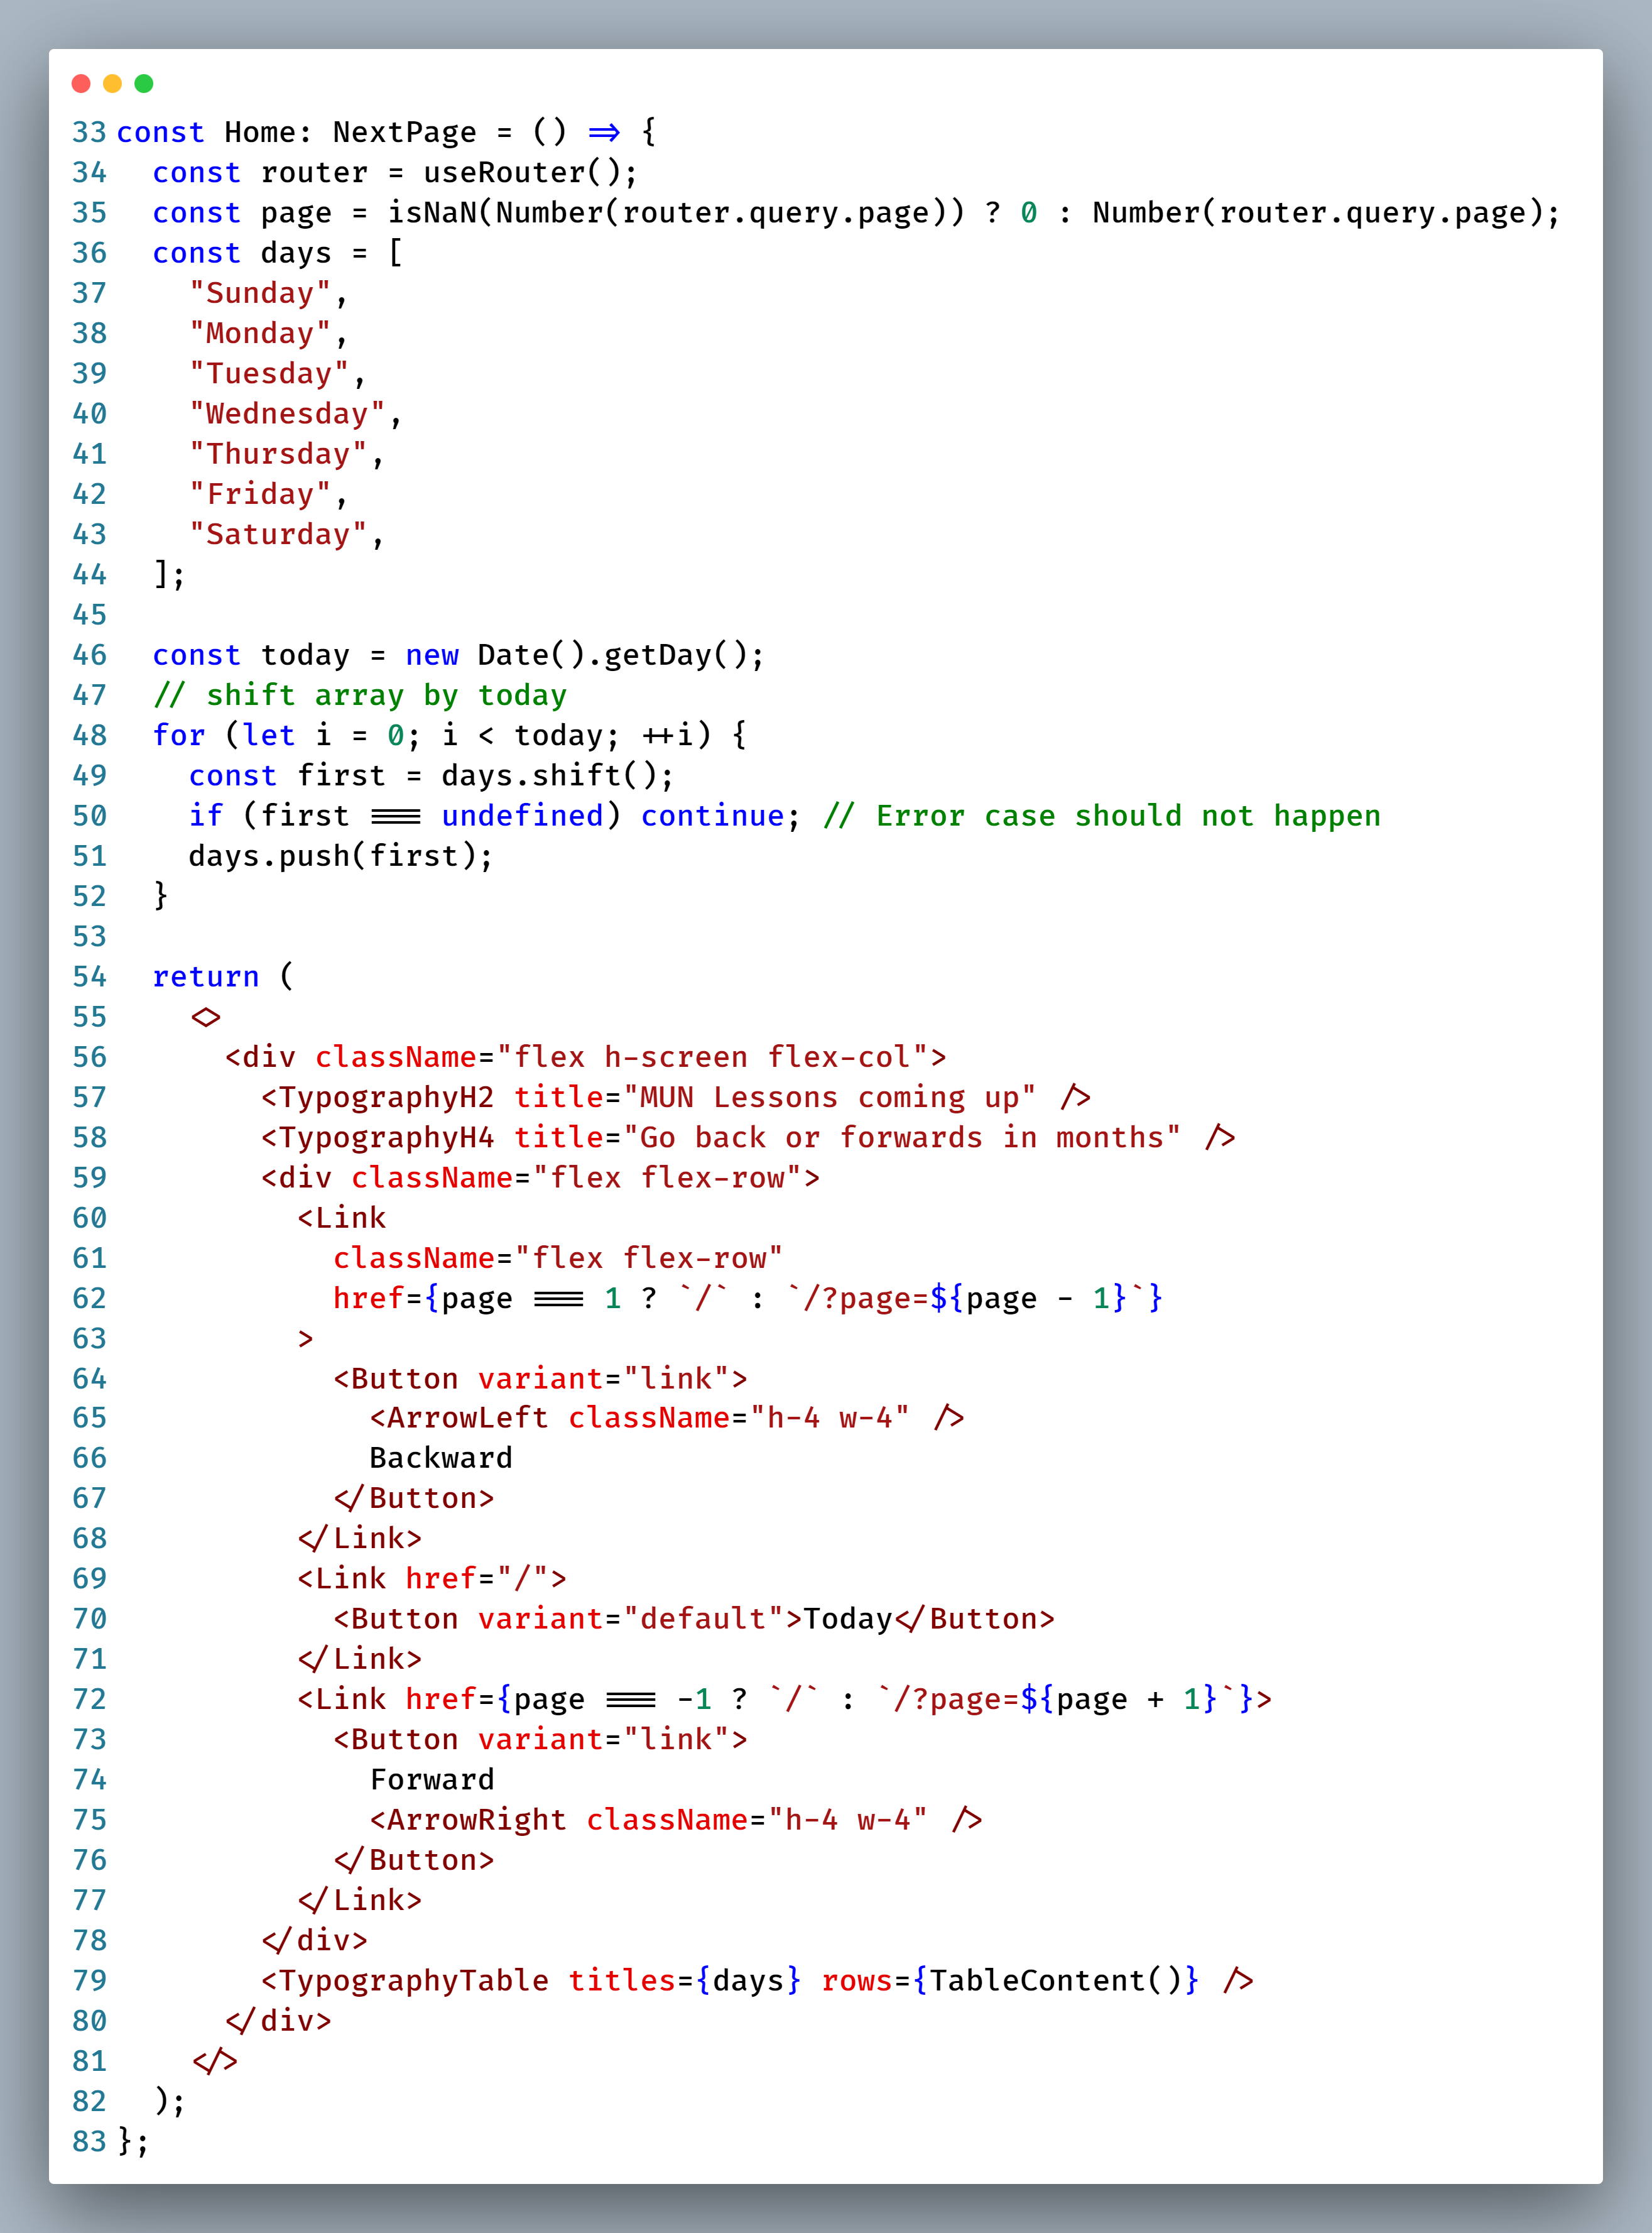 33 const Home: NextPage = () => {
34   const router = useRouter();
35   const page = isNaN(Number(router.query.page)) ? 0 : Number(router.query.page);
36   const days = [
37     "Sunday",
38     "Monday",
39     "Tuesday",
40     "Wednesday",
41     "Thursday",
42     "Friday",
43     "Saturday",
44   ];
45
46   const today = new Date().getDay();
47   // shift array by today
48   for (let i = 0; i < today; ++i) {
49     const first = days.shift();
50     if (first === undefined) continue; // Error case should not happen
51     days.push(first);
52   }
53
54   return (
55     <>
56       <div className="flex h-screen flex-col">
57         <TypographyH2 title="MUN Lessons coming up" />
58         <TypographyH4 title="Go back or forwards in months" />
59         <div className="flex flex-row">
60           <Link
61             className="flex flex-row"
62             href={page === 1 ? `/` : `/?page=${page - 1}`}
63           >
64             <Button variant="link">
65               <ArrowLeft className="h-4 w-4" />
66               Backward
67             </Button>
68           </Link>
69           <Link href="/">
70             <Button variant="default">Today</Button>
71           </Link>
72           <Link href={page === -1 ? `/` : `/?page=${page + 1}`}>
73             <Button variant="link">
74               Forward
75               <ArrowRight className="h-4 w-4" />
76             </Button>
77           </Link>
78         </div>
79         <TypographyTable titles={days} rows={TableContent()} />
80       </div>
81     </>
82   );
83 };